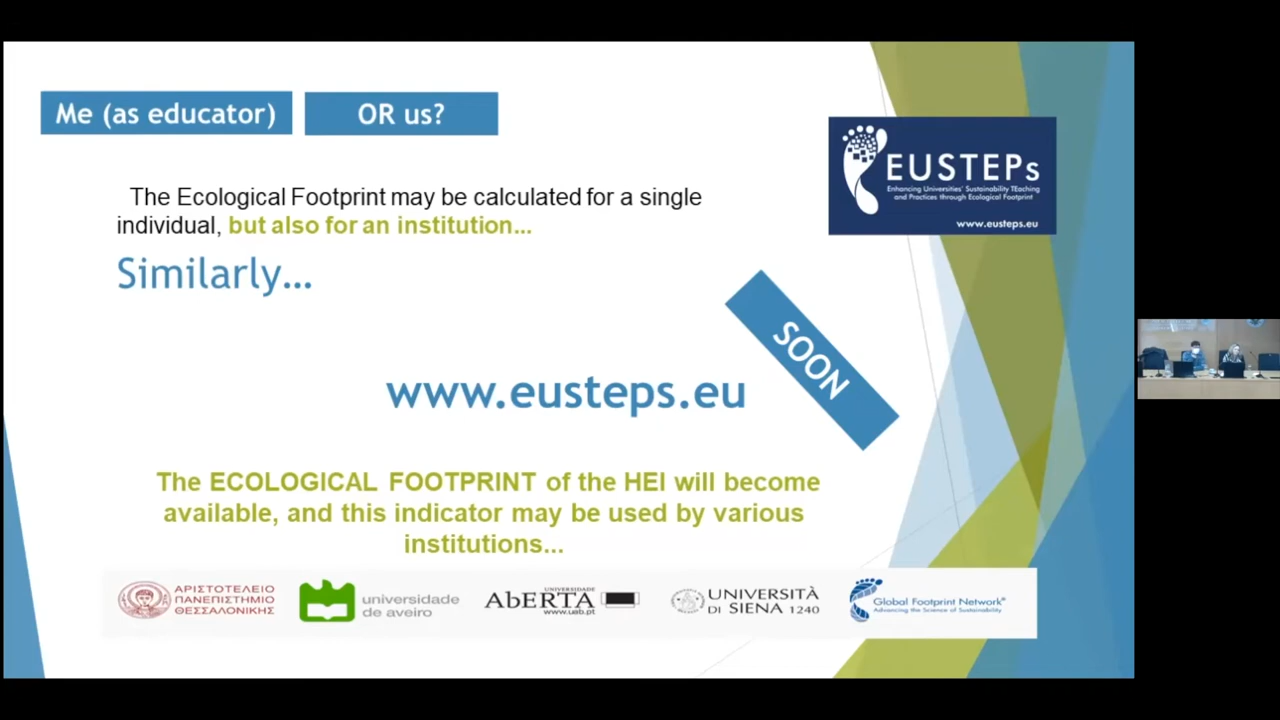 Me (as educator)
OR us?
EUSTEPs
Enhancing Universities' Sustainability TEaching
and Practices through Ecological Footprint
www.eusteps.eu
The Ecological Footprint may be calculated for a single
individual, but also for an institution...
Similarly...
SOON
www.eusteps.eu
The ECOLOGICAL FOOTPRINT of the HEI will become
available, and this indicator may be used by various
institutions...
ΑΡΙΣΤΟΤΕΛΕΙΟ
ΠΑΝΕΠΙΣΤΗΜΙΟ
ΘΕΣΣΑΛΟΝΙΚΗΣ
universidade
de aveiro
UNIVERSIDADE
AbERTA
www.uab.pt
UNIVERSITÀ
DI SIENA 1240
Global Footprint Network®
Advancing the Science of Sustainability